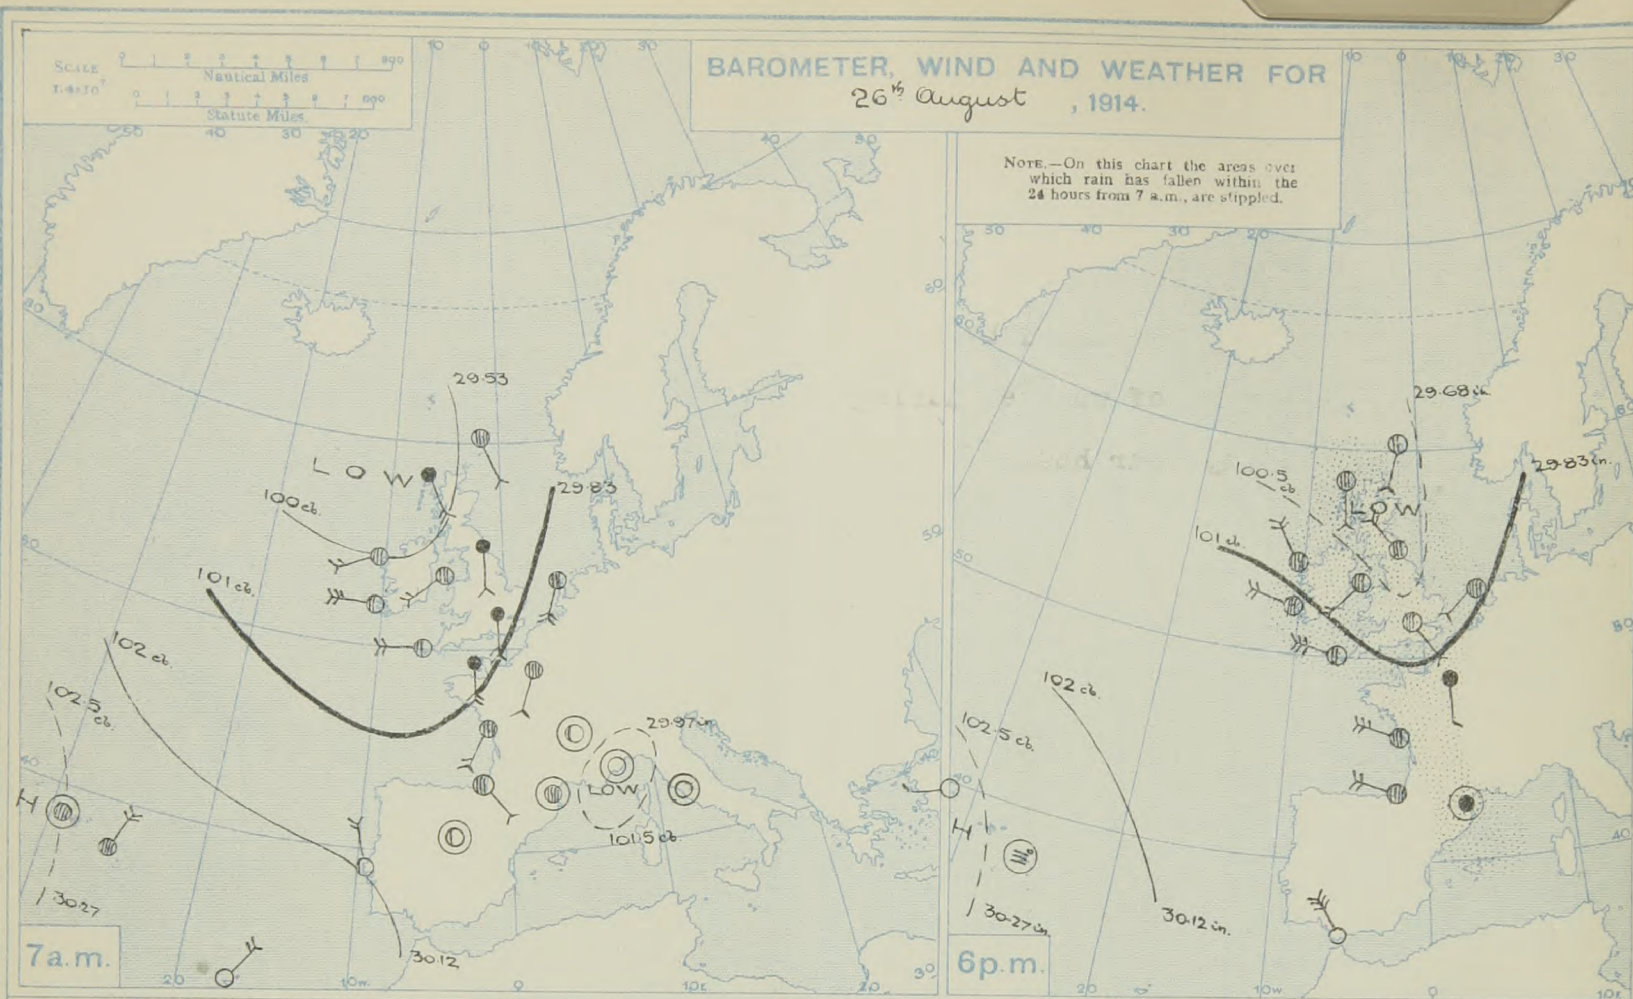 SCALE
1:4×10⁷
Nautical Miles
Statute Miles.
BAROMETER, WIND AND WEATHER FOR
26th August , 1914.
NOTE.—On this chart the areas over
which rain has fallen within the
24 hours from 7 a.m., are stippled.
29.53
LOW
100 cb.
29.83
101 cb.
102 cb.
102.5
cb.
29.97in
LOW
101.5 cb
H
30.27
30.12
7a.m.
29.68 in
100.5
cb
LOW
29.83 in.
101 cb.
102 cb.
102.5 cb.
H
30.27 in.
30.12 in.
6p.m.